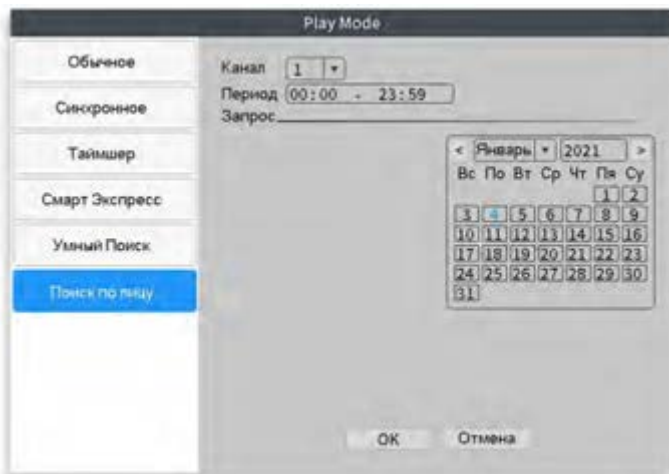 Play Mode
Обычное
Синхронное
Таймшер
Смарт Экспресс
Умный Поиск
Поиск по лицу
Канал 1
Период 00:00 - 23:59
Запрос
< Январь 2021 >
Вс По Вт Ср Чт Пя Су
1 2
3 4 5 6 7 8 9
10 11 12 13 14 15 16
17 18 19 20 21 22 23
24 25 26 27 28 29 30
31
OK Отмена